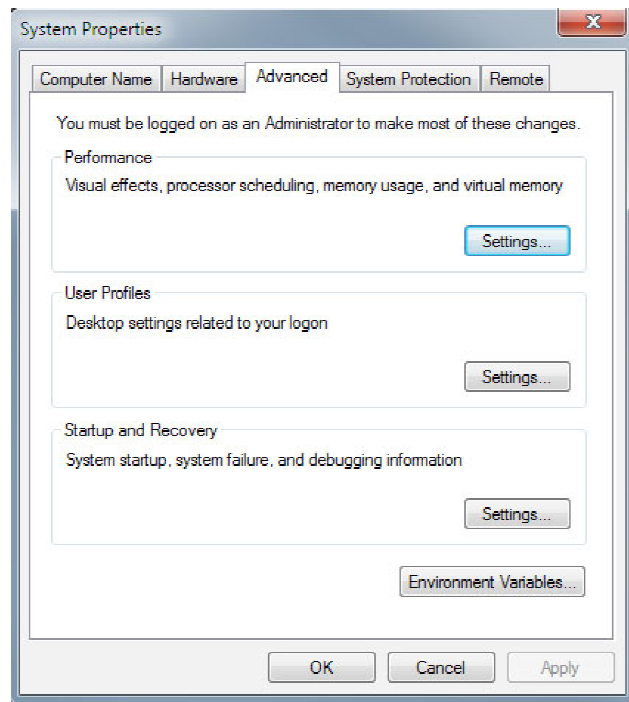 System Properties
Computer Name Hardware Advanced System Protection Remote
You must be logged on as an Administrator to make most of these changes.
Performance
Visual effects, processor scheduling, memory usage, and virtual memory
Settings...
User Profiles
Desktop settings related to your logon
Settings...
Startup and Recovery
System startup, system failure, and debugging information
Settings...
Environment Variables...
OK Cancel Apply